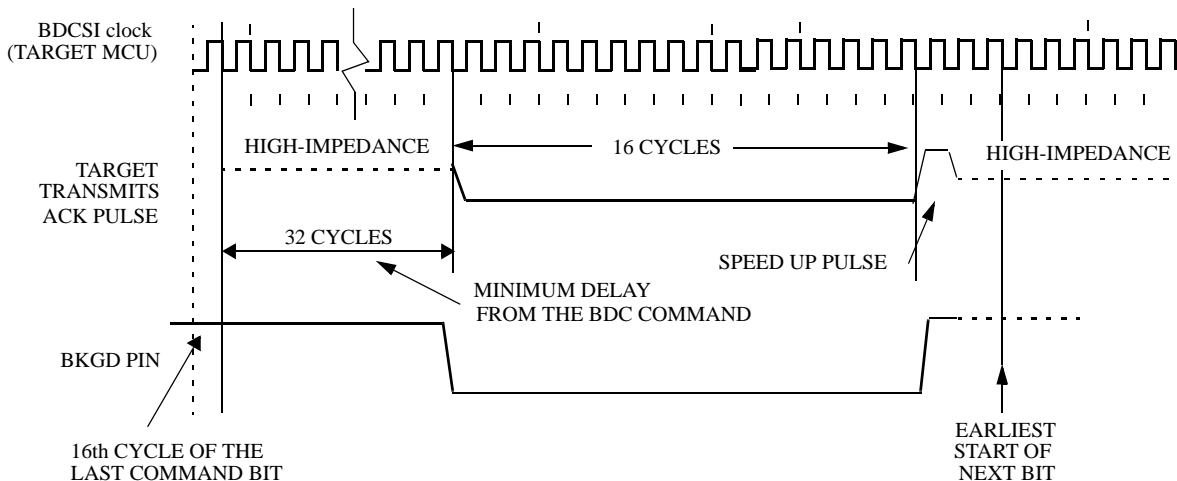 BDCSI clock
(TARGET MCU)
HIGH-IMPEDANCE
16 CYCLES
HIGH-IMPEDANCE
TARGET
TRANSMITS
ACK PULSE
32 CYCLES
SPEED UP PULSE
MINIMUM DELAY
FROM THE BDC COMMAND
BKGD PIN
16th CYCLE OF THE
LAST COMMAND BIT
EARLIEST
START OF
NEXT BIT